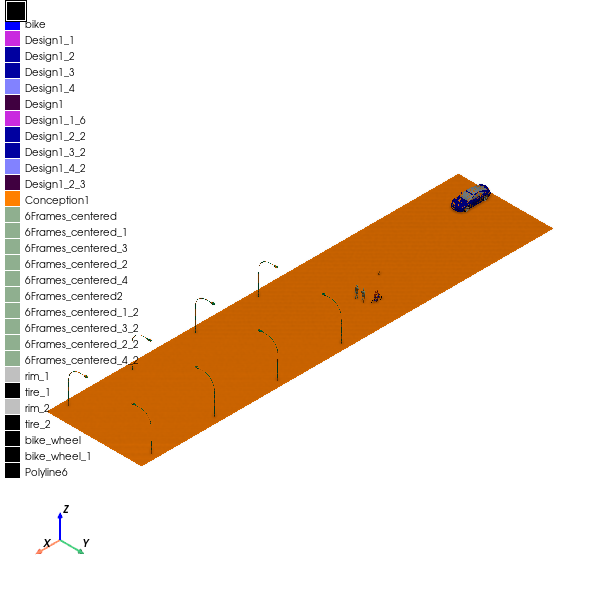 bike
Design1_1
Design1_2
Design1_3
Design1_4
Design1
Design1_1_6
Design1_2_2
Design1_3_2
Design1_4_2
Design1_2_3
Conception1
6Frames_centered
6Frames_centered_1
6Frames_centered_3
6Frames_centered_2
6Frames_centered_4
6Frames_centered2
6Frames_centered_1_2
6Frames_centered_3_2
6Frames_centered_2_2
6Frames_centered_4_2
rim_1
tire_1
rim_2
tire_2
bike_wheel
bike_wheel_1
Polyline6
Z
X Y